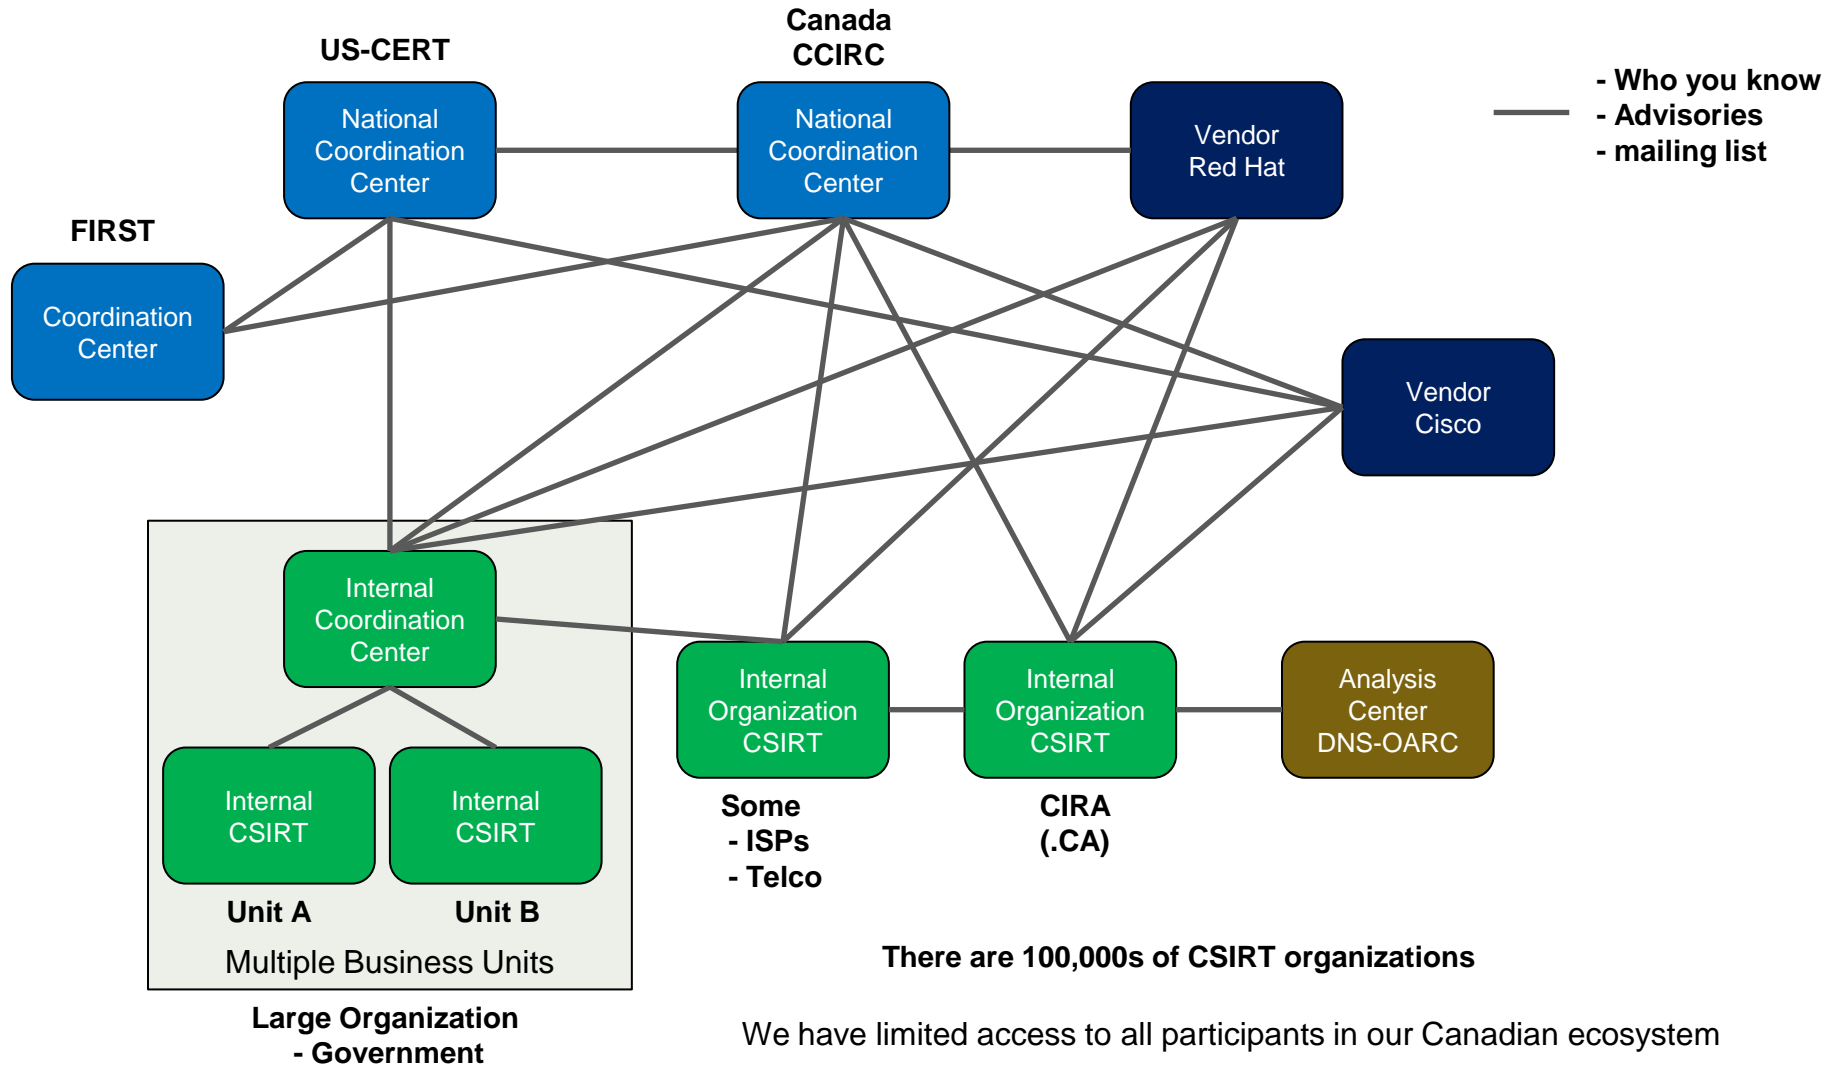 US-CERT
Canada
CCIRC
National
Coordination
Center
National
Coordination
Center
Vendor
Red Hat
- Who you know
- Advisories
- mailing list
FIRST
Coordination
Center
Vendor
Cisco
Internal
Coordination
Center
Internal
Organization
CSIRT
Internal
Organization
CSIRT
Analysis
Center
DNS-OARC
Internal
CSIRT
Internal
CSIRT
Some
- ISPs
- Telco
CIRA
(.CA)
Unit A
Unit B
Multiple Business Units
Large Organization
- Government
There are 100,000s of CSIRT organizations
We have limited access to all participants in our Canadian ecosystem